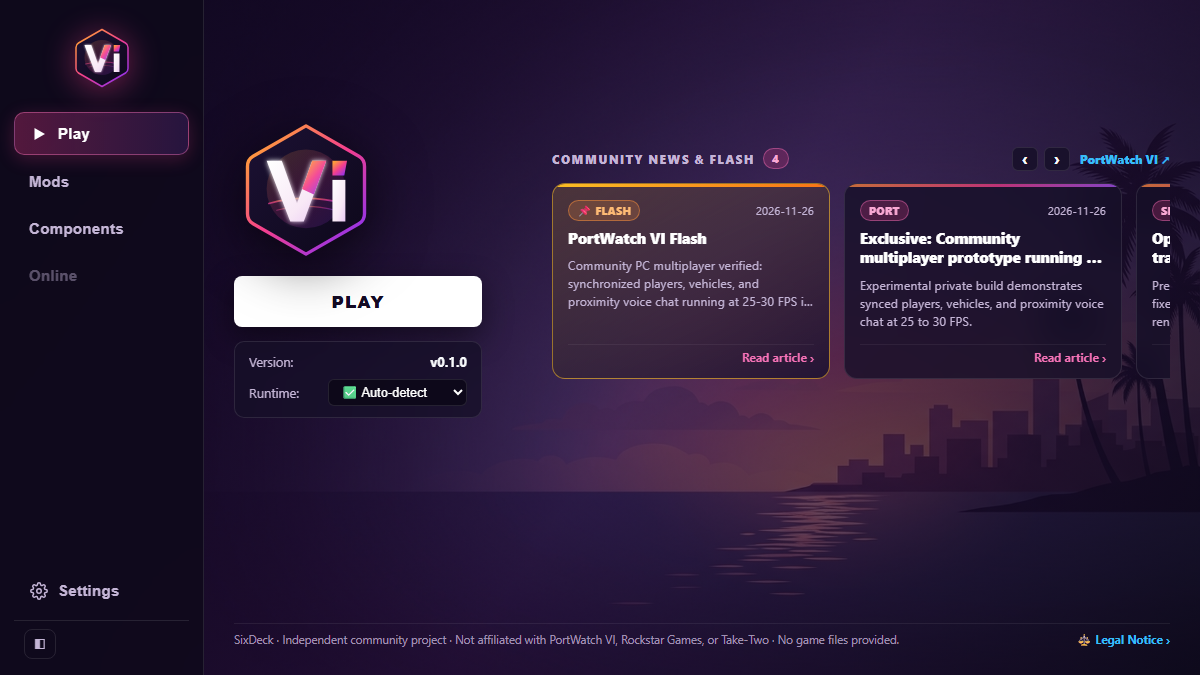 Vi
Play
Mods
Components
Online
Settings
Vi
PLAY
Version: v0.1.0
Runtime: Auto-detect
COMMUNITY NEWS & FLASH 4
‹ › PortWatch VI ↗
FLASH 2026-11-26
PortWatch VI Flash
Community PC multiplayer verified:
synchronized players, vehicles, and
proximity voice chat running at 25-30 FPS i...
Read article ›
PORT 2026-11-26
Exclusive: Community
multiplayer prototype running ...
Experimental private build demonstrates
synced players, vehicles, and proximity voice
chat at 25 to 30 FPS.
Read article ›
SixDeck · Independent community project · Not affiliated with PortWatch VI, Rockstar Games, or Take-Two · No game files provided.
Legal Notice ›